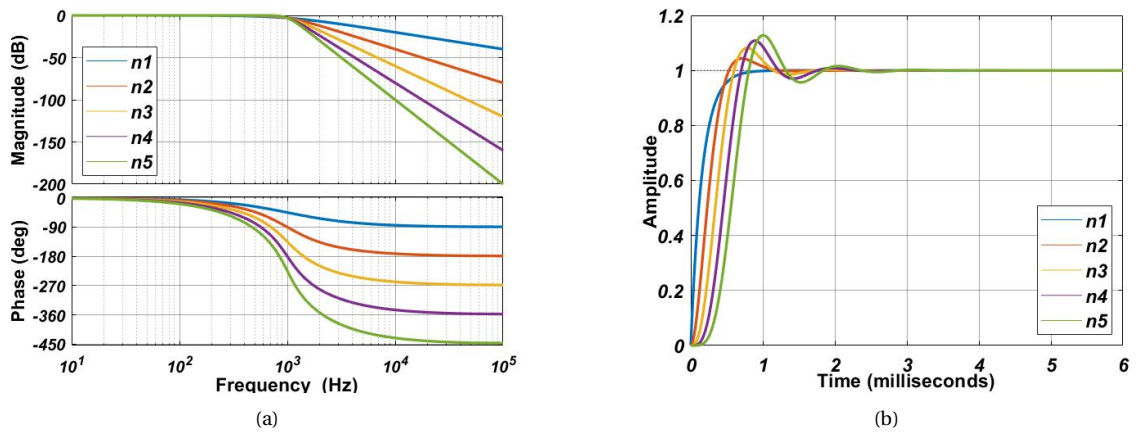 Magnitude (dB)
0
-50
-100
-150
-200
n1
n2
n3
n4
n5
Phase (deg)
0
-90
-180
-270
-360
-450
10^1
10^2
10^3
10^4
10^5
Frequency (Hz)
(a)
Amplitude
1.2
1
0.8
0.6
0.4
0.2
0
n1
n2
n3
n4
n5
0 1 2 3 4 5 6
Time (milliseconds)
(b)